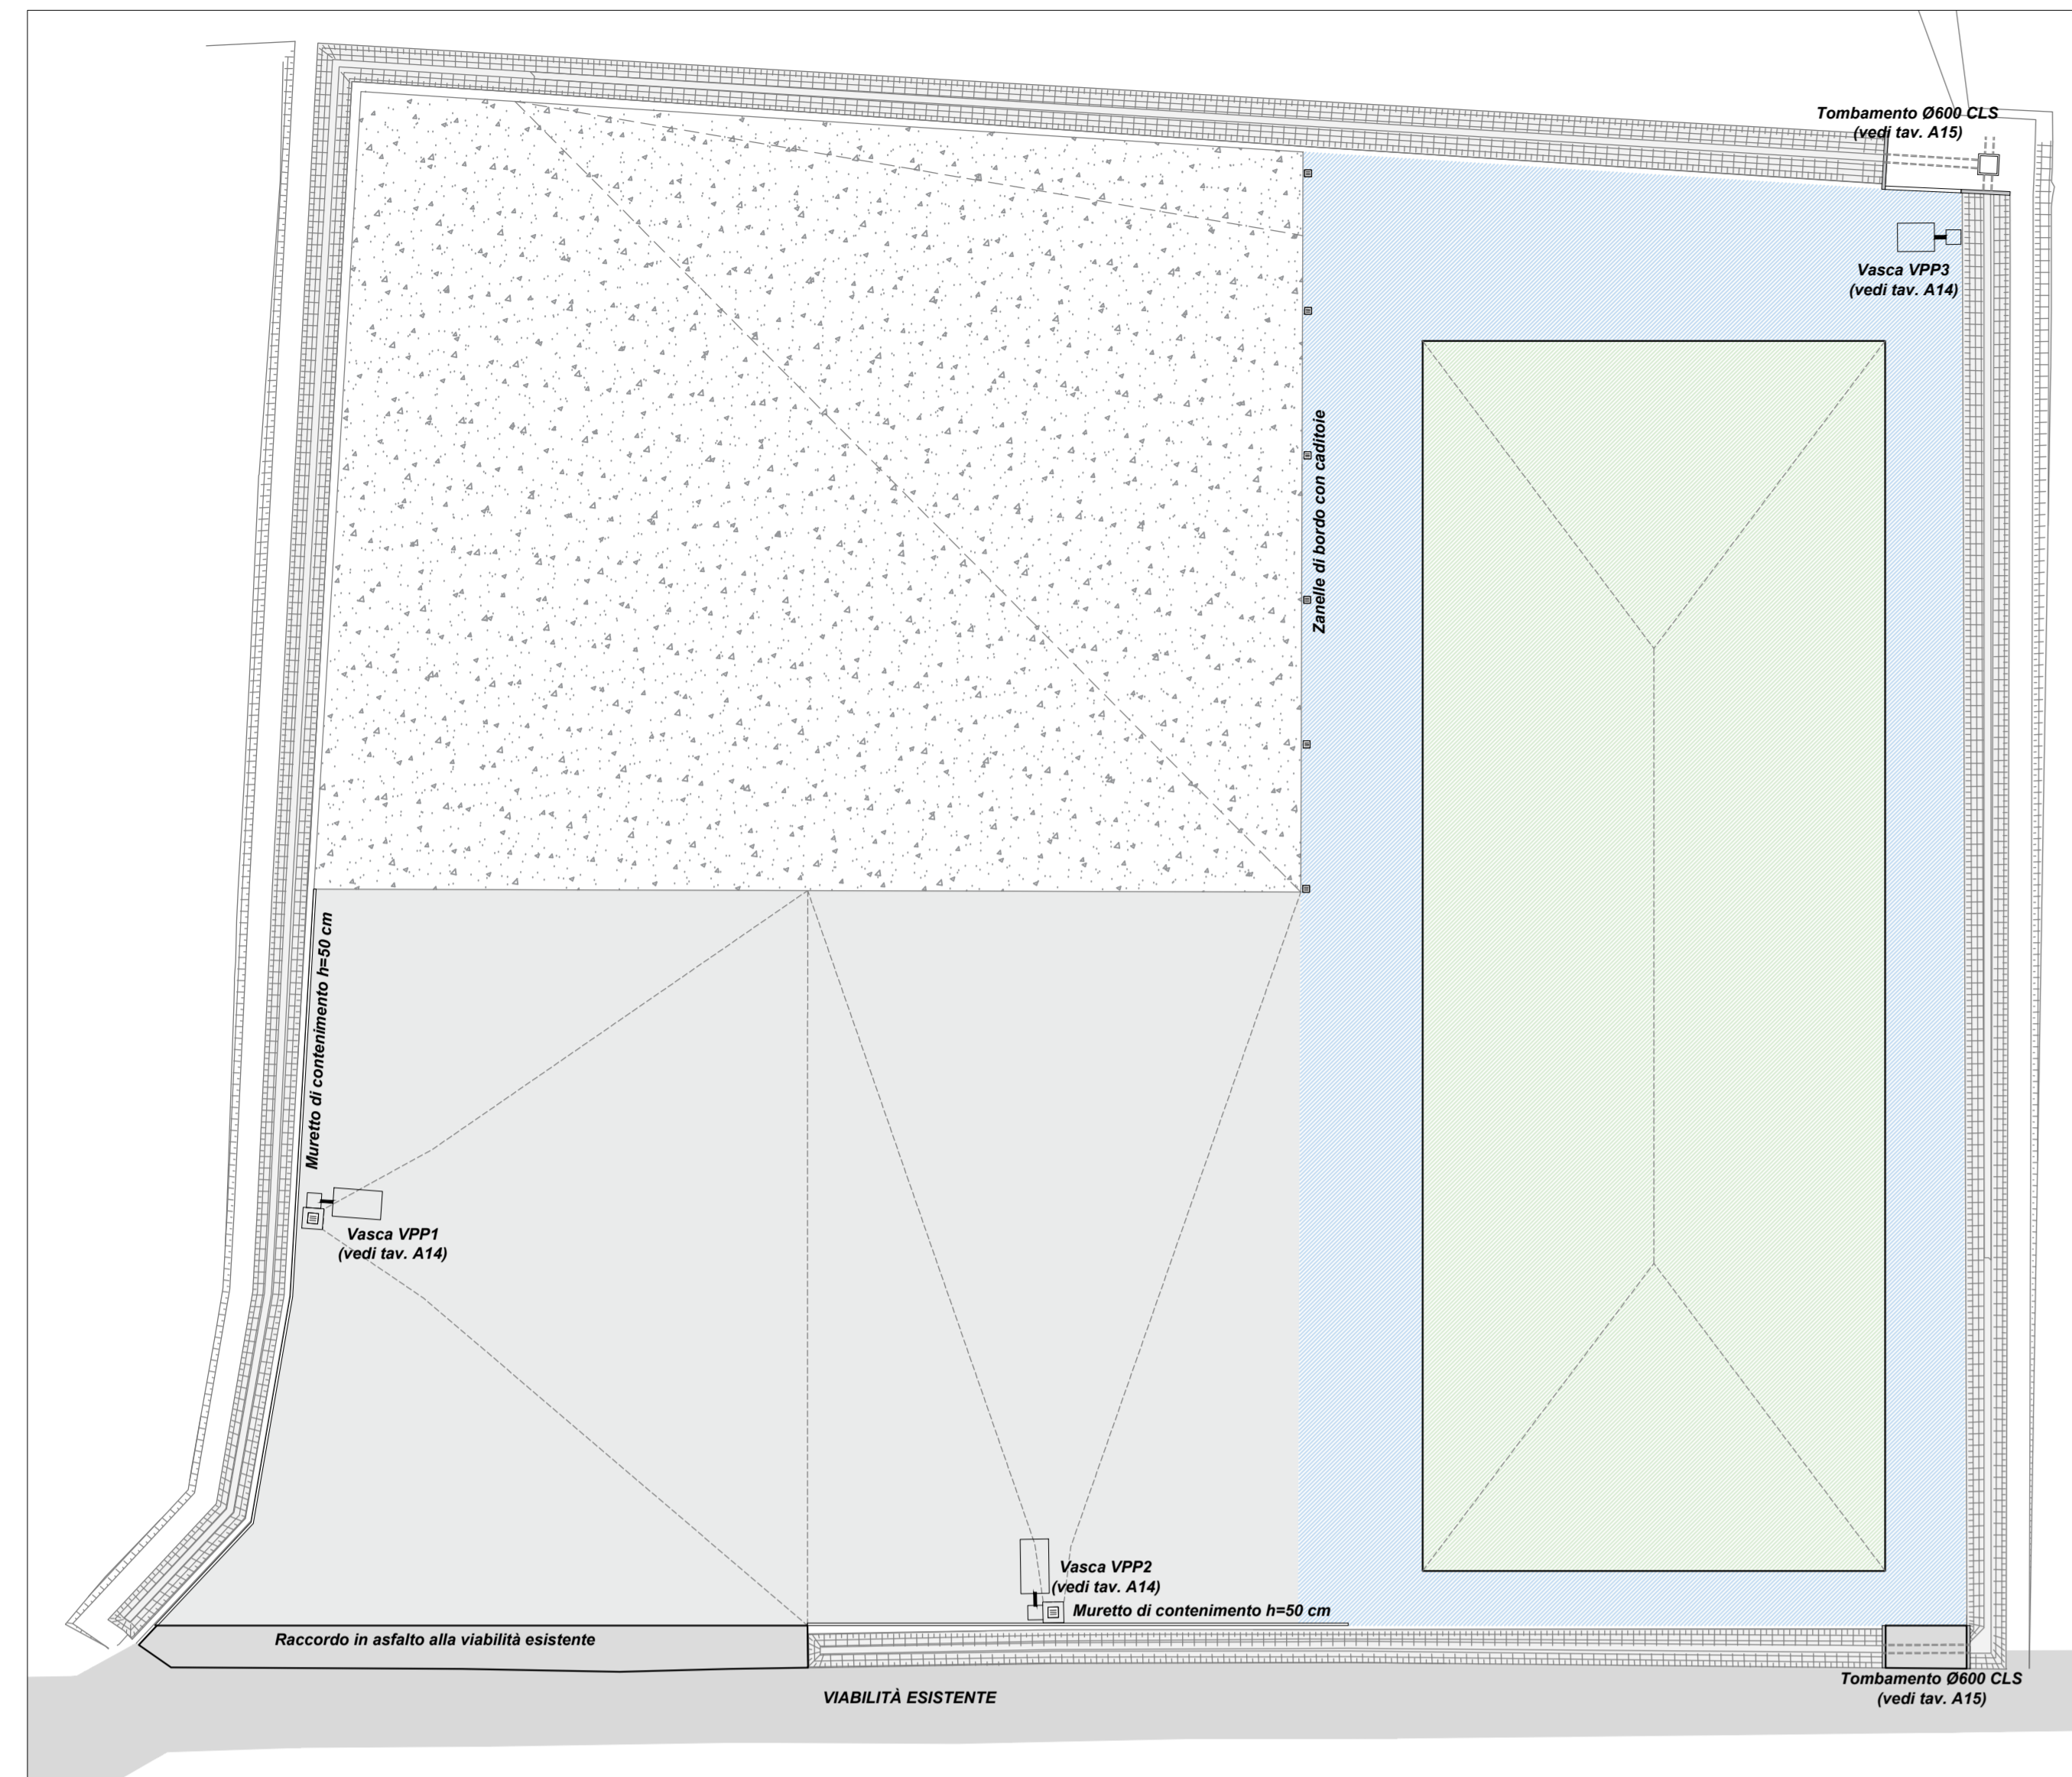 Tombamento Ø600 CLS
(vedi tav. A15)
Vasca VPP3
(vedi tav. A14)
Zanelle di bordo con caditoie
Muretto di contenimento h=50 cm
Vasca VPP1
(vedi tav. A14)
Vasca VPP2
(vedi tav. A14)
Muretto di contenimento h=50 cm
Raccordo in asfalto alla viabilità esistente
Tombamento Ø600 CLS
(vedi tav. A15)
VIABILITÀ ESISTENTE